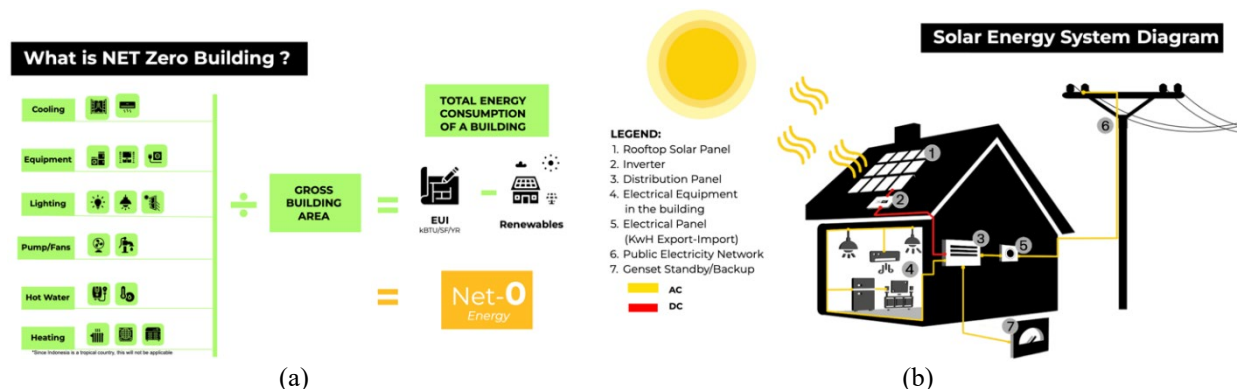 What is NET Zero Building ?
Cooling
Equipment
Lighting
Pump/Fans
Hot Water
Heating
*Since Indonesia is a tropical country, this will not be applicable
GROSS
BUILDING
AREA
TOTAL ENERGY
CONSUMPTION
OF A BUILDING
EUI
kBTU/SF/YR
Renewables
Net-0
Energy
(a)
Solar Energy System Diagram
LEGEND:
1. Rooftop Solar Panel
2. Inverter
3. Distribution Panel
4. Electrical Equipment
in the building
5. Electrical Panel
(KwH Export-Import)
6. Public Electricity Network
7. Genset Standby/Backup
AC
DC
1
2
3
4
5
6
7
(b)